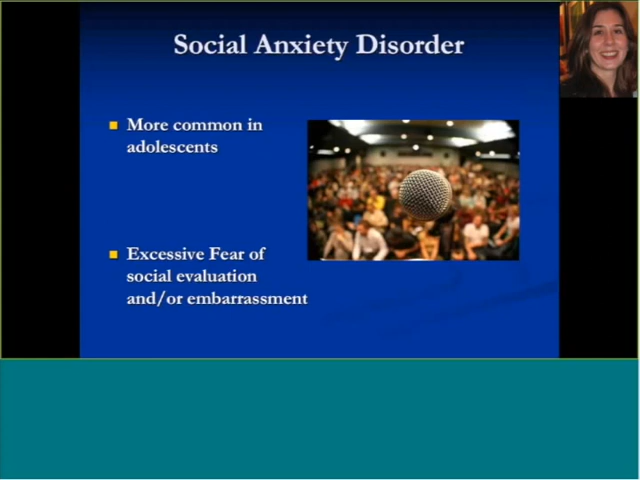 Social Anxiety Disorder
More common in
adolescents
Excessive Fear of
social evaluation
and/or embarrassment